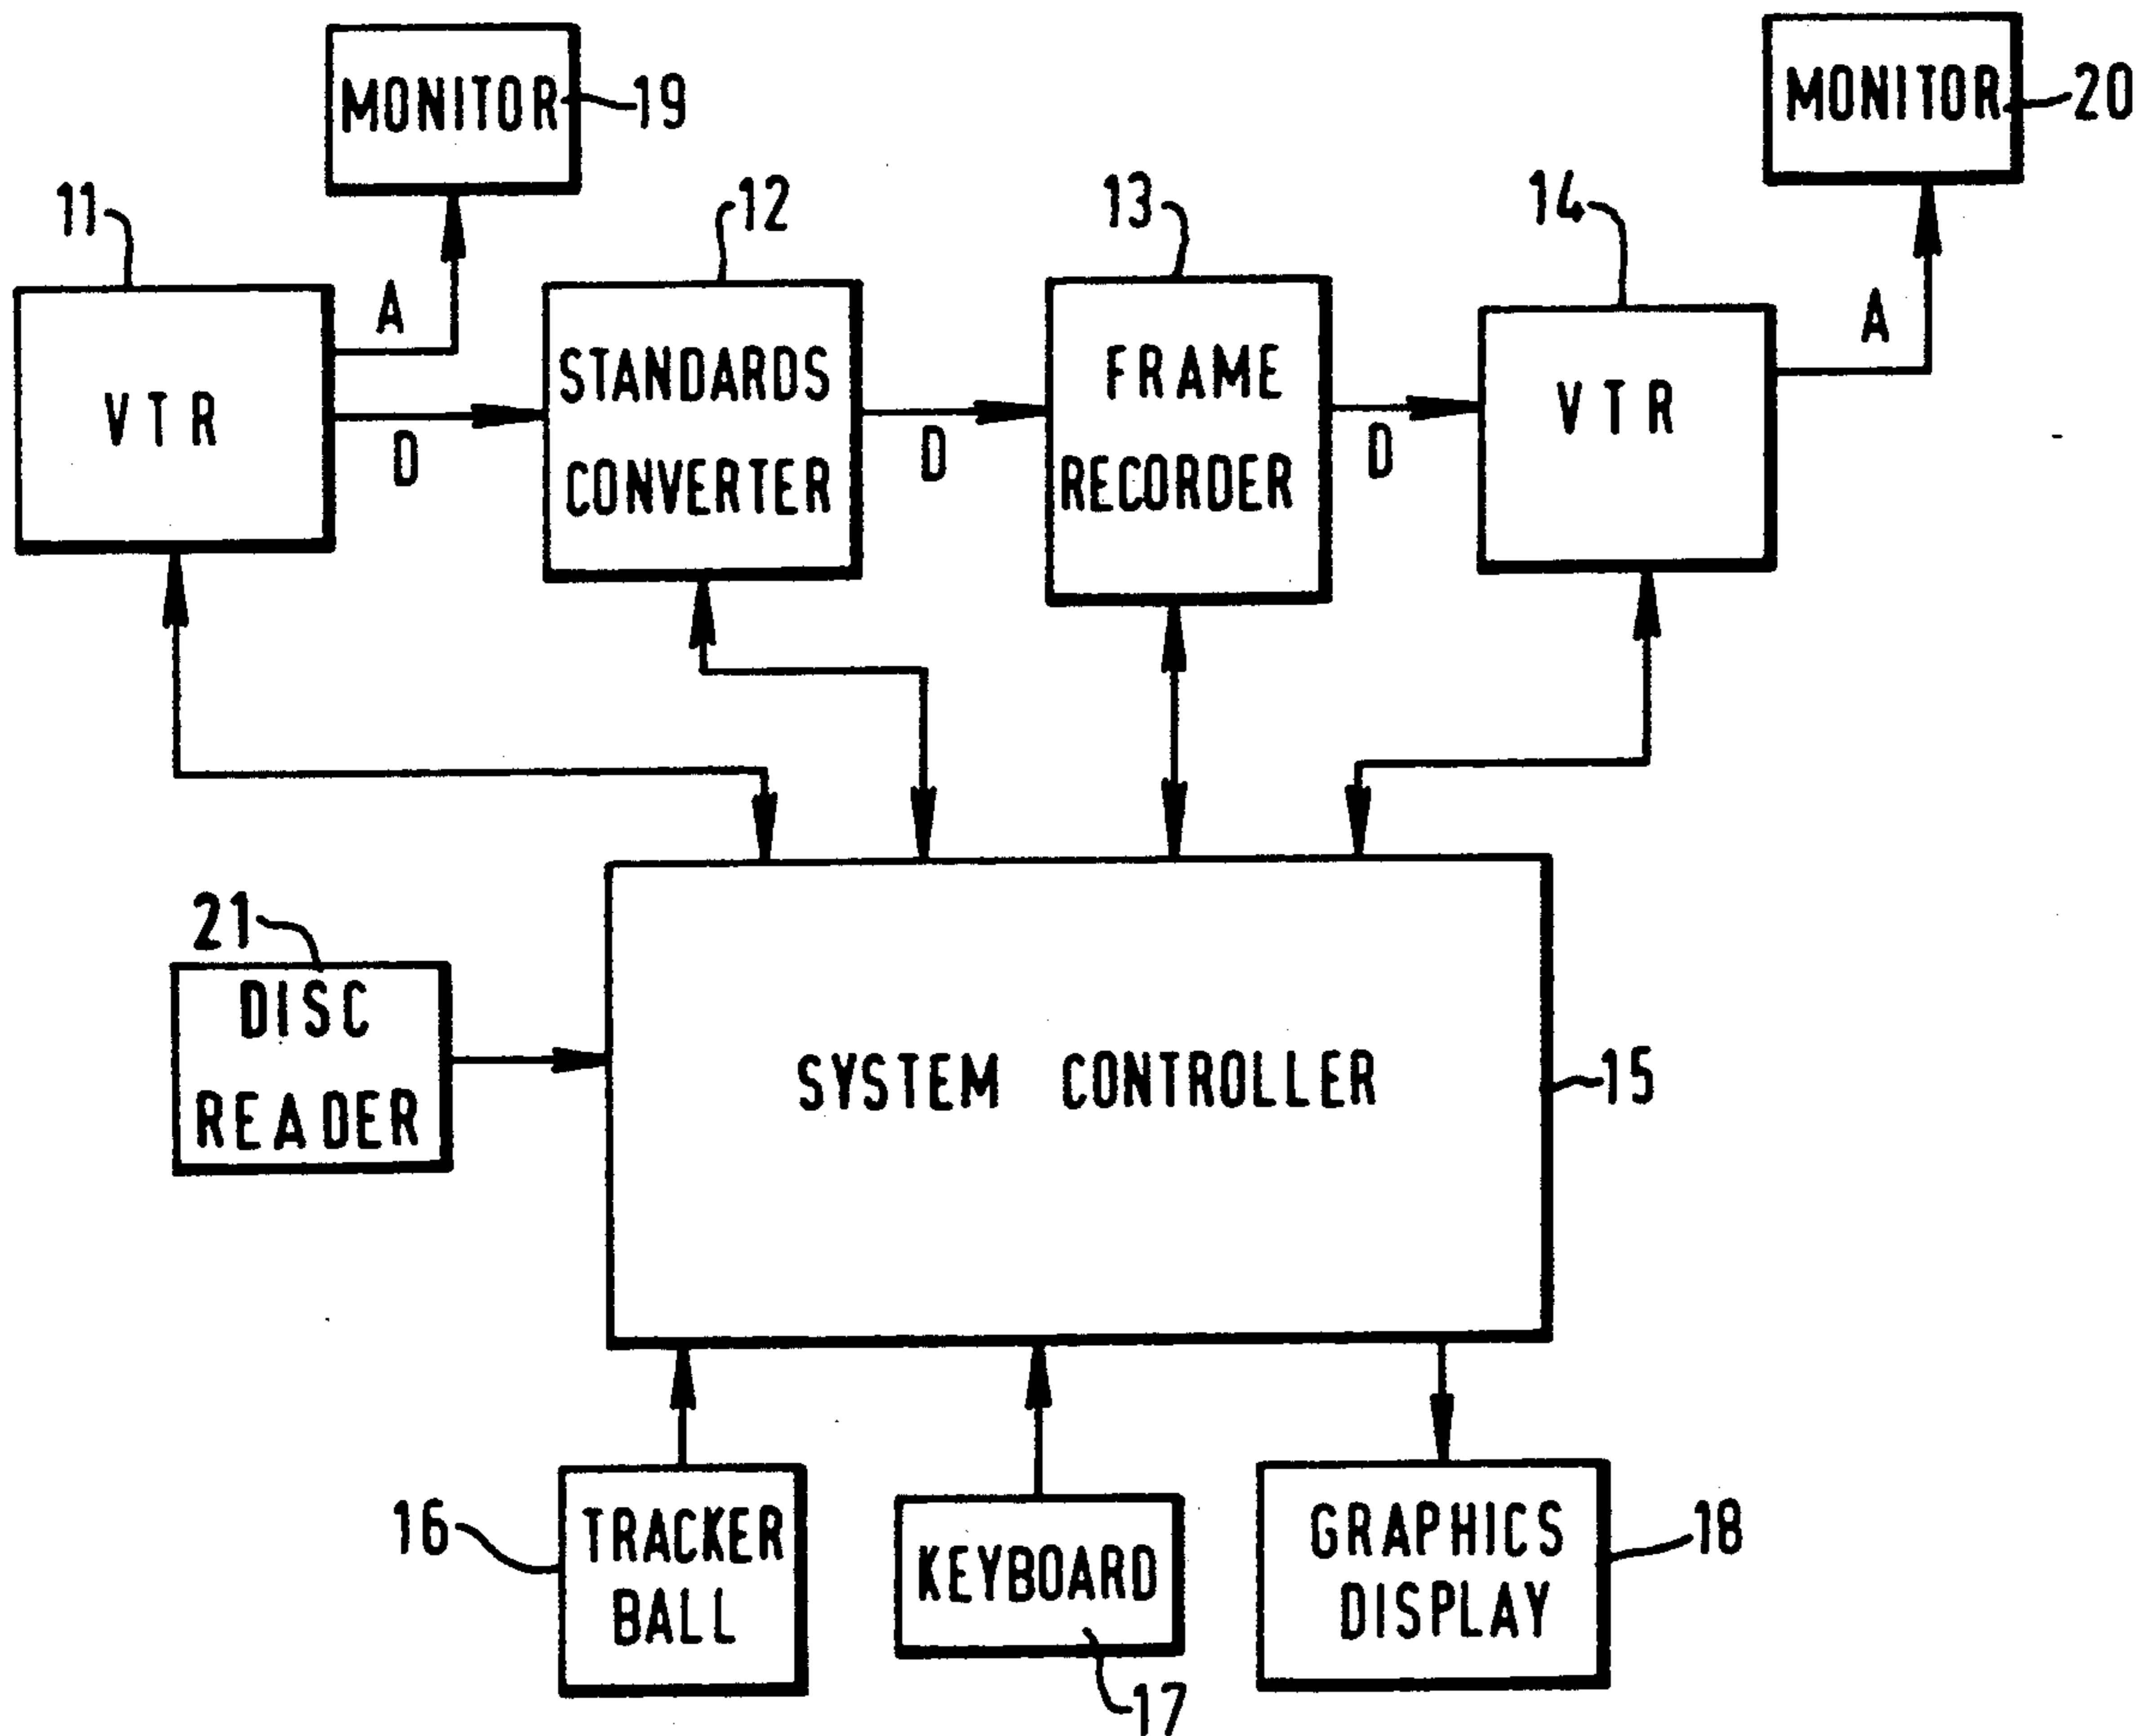 MONITOR
19
MONITOR
20
11
12
13
14
A
A
VTR
STANDARDS
CONVERTER
FRAME
RECORDER
VTR
D
D
D
21
DISC
READER
SYSTEM CONTROLLER
15
16
TRACKER
BALL
KEYBOARD
17
GRAPHICS
DISPLAY
18